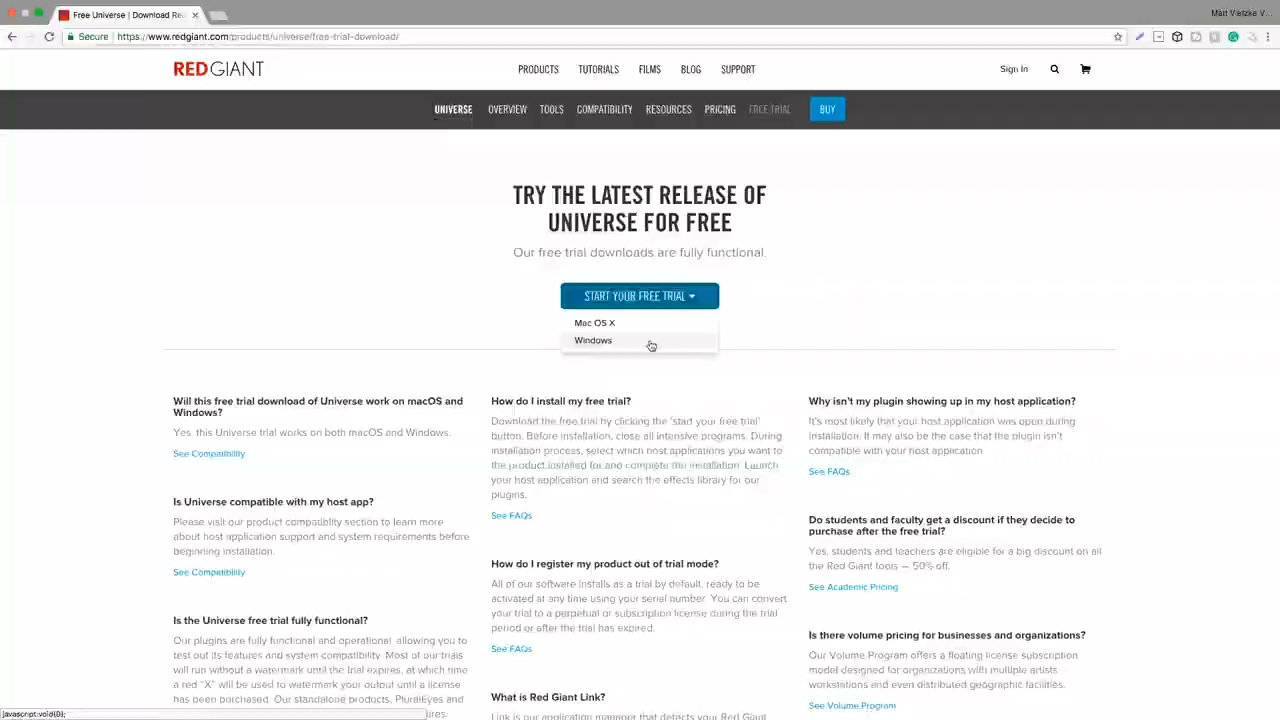 Free Universe | Download Re
Matt Vietzke V...
Secure https://www.redgiant.com/products/universe/free-trial-download/
REDGIANT
PRODUCTS TUTORIALS FILMS BLOG SUPPORT
Sign In
UNIVERSE OVERVIEW TOOLS COMPATIBILITY RESOURCES PRICING FREE TRIAL BUY
TRY THE LATEST RELEASE OF
UNIVERSE FOR FREE
Our free trial downloads are fully functional.
START YOUR FREE TRIAL
Mac OS X
Windows
Will this free trial download of Universe work on macOS and
Windows?
Yes, this Universe trial works on both macOS and Windows.
See Compatibility
Is Universe compatible with my host app?
Please visit our product compatibility section to learn more
about host application support and system requirements before
beginning installation.
See Compatibility
Is the Universe free trial fully functional?
Our plugins are fully functional and operational, allowing you to
test out its features and system compatibility. Most of our trials
will run without a watermark until the trial expires, at which time
a red "X" will be used to watermark your output until a license
has been purchased. Our standalone products, PluralEyes and
ires.
How do I install my free trial?
Download the free trial by clicking the 'start your free trial'
button. Before installation, close all intensive programs. During
installation process, select which host applications you want to
the product installed for and complete the installation. Launch
your host application and search the effects library for our
plugins.
See FAQs
How do I register my product out of trial mode?
All of our software installs as a trial by default, ready to be
activated at any time using your serial number. You can convert
your trial to a perpetual or subscription license during the trial
period or after the trial has expired.
See FAQs
What is Red Giant Link?
Link is our application manager that detects your Red Giant
Why isn't my plugin showing up in my host application?
It's most likely that your host application was open during
installation. It may also be the case that the plugin isn't
compatible with your host application
See FAQs
Do students and faculty get a discount if they decide to
purchase after the free trial?
Yes, students and teachers are eligible for a big discount on all
the Red Giant tools — 50% off.
See Academic Pricing
Is there volume pricing for businesses and organizations?
Our Volume Program offers a floating license subscription
model designed for organizations with multiple artists
workstations and even distributed geographic facilities.
See Volume Program
javascript:void(0);